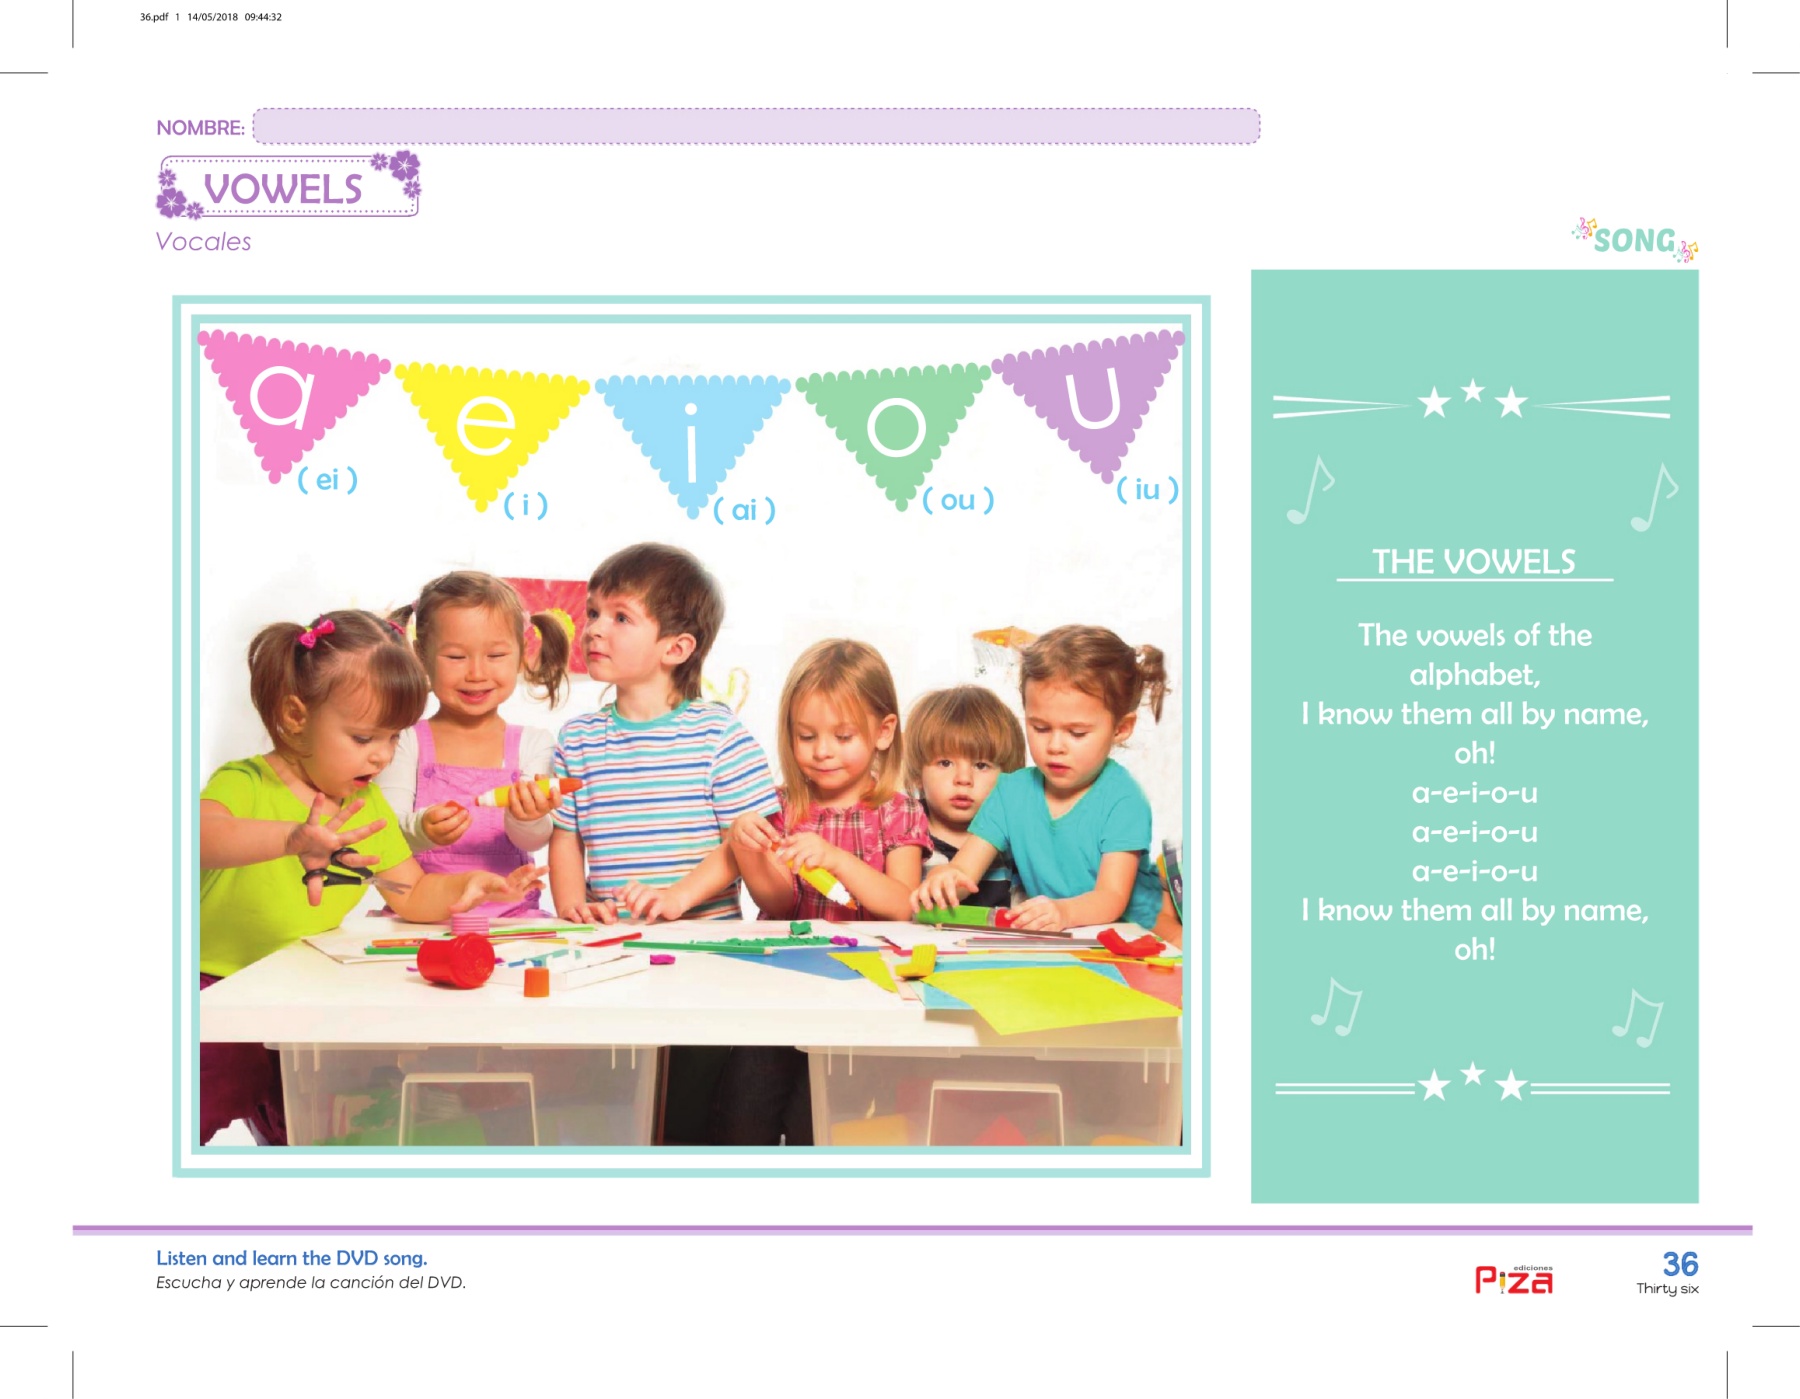 36.pdf 1 14/05/2018 09:44:32
NOMBRE:
VOWELS
Vocales
SONG
a e i o u
( ei ) ( i ) ( ai ) ( ou ) ( iu )
THE VOWELS
The vowels of the
alphabet,
I know them all by name,
oh!
a-e-i-o-u
a-e-i-o-u
a-e-i-o-u
I know them all by name,
oh!
Listen and learn the DVD song.
Escucha y aprende la canción del DVD.
ediciones
Piza
36
Thirty six